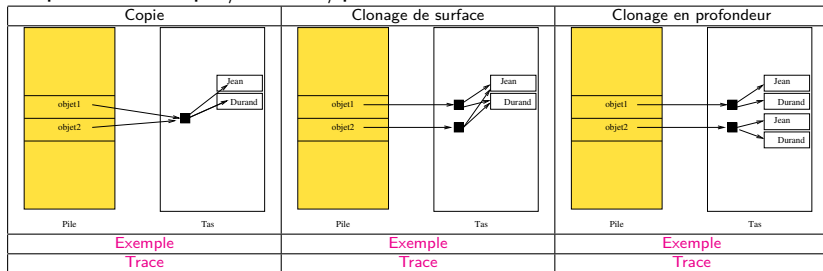 Copie Clonage de surface Clonage en profondeur
Jean Jean Jean
objet1 Durand objet1 Durand objet1 Durand
objet2 objet2 objet2 Jean
Durand
Pile Tas Pile Tas Pile Tas
Exemple Exemple Exemple
Trace Trace Trace